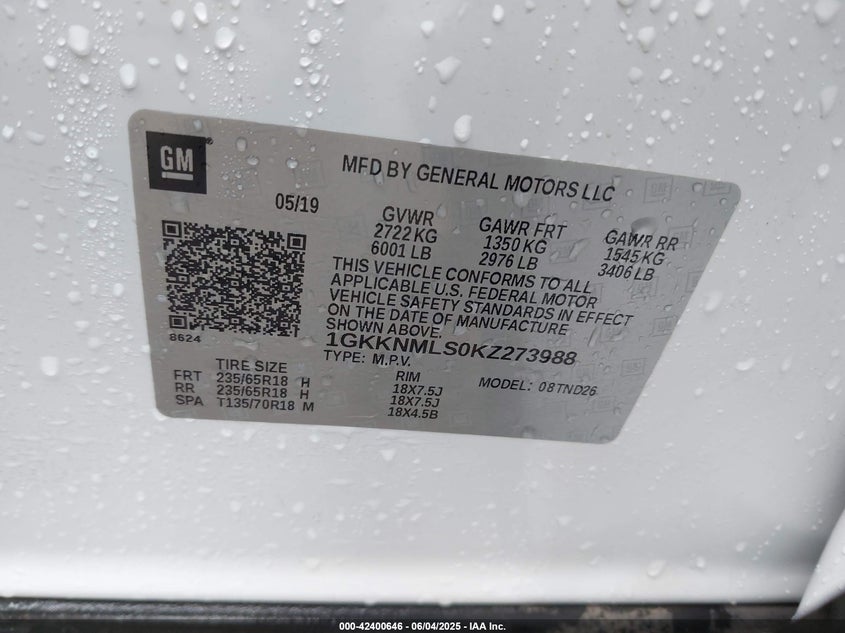 GM
MFD BY GENERAL MOTORS LLC
05/19
GVWR
2722 KG
6001 LB
GAWR FRT
1350 KG
2976 LB
GAWR RR
1545 KG
3406 LB
THIS VEHICLE CONFORMS TO ALL
APPLICABLE U.S. FEDERAL MOTOR
VEHICLE SAFETY STANDARDS IN EFFECT
ON THE DATE OF MANUFACTURE
SHOWN ABOVE.
8624
1GKKNMLS0KZ273988
TYPE: M.P.V.
MODEL: 08TND26
TIRE SIZE
RIM
FRT 235/65R18 H 18X7.5J
RR 235/65R18 H 18X7.5J
SPA T135/70R18 M 18X4.5B
000-42400646 - 06/04/2025 - IAA Inc.